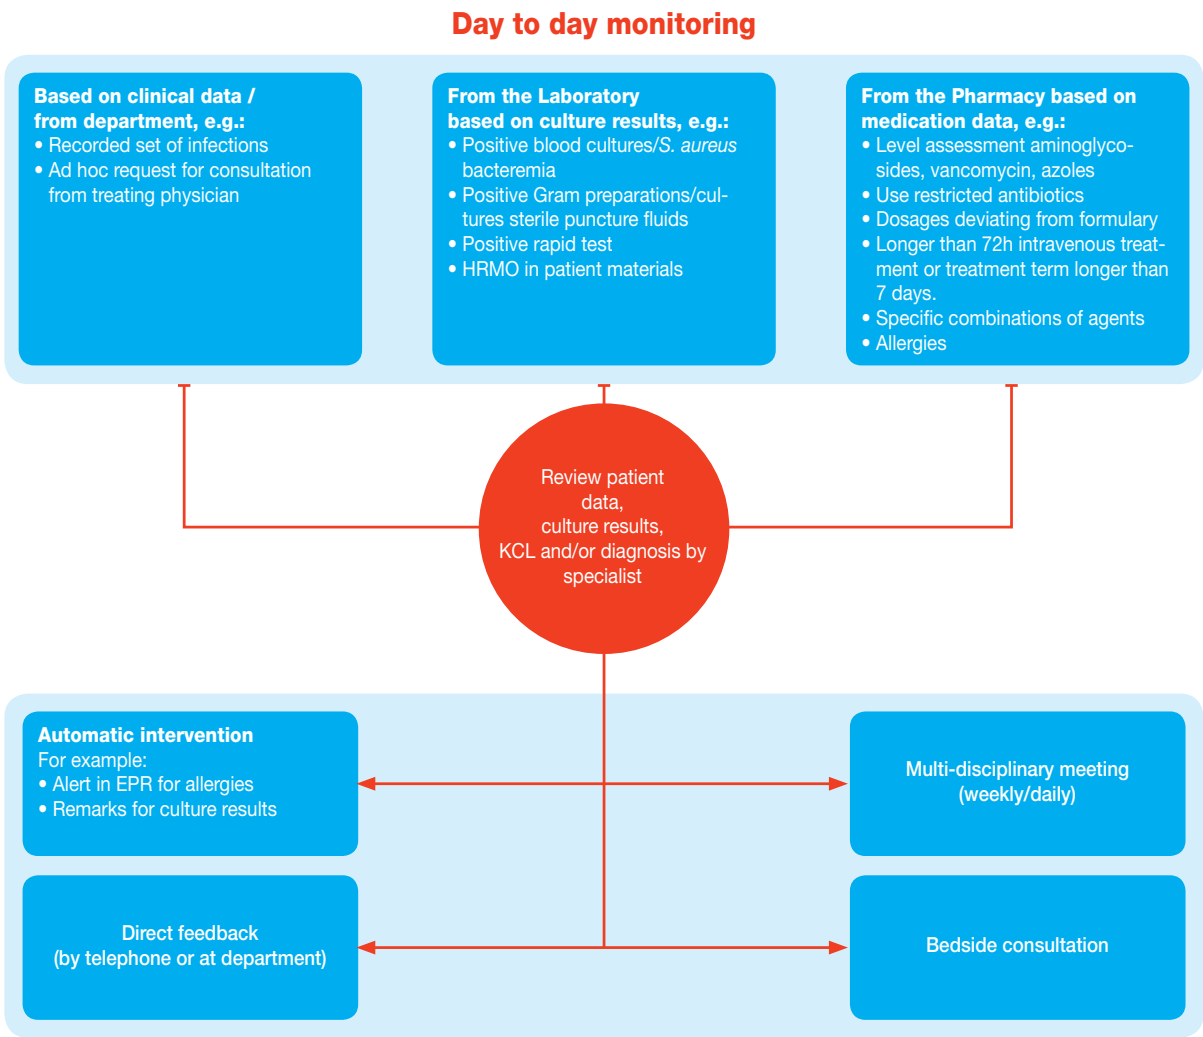 Day to day monitoring
Based on clinical data /
from department, e.g.:
• Recorded set of infections
• Ad hoc request for consultation
from treating physician
From the Laboratory
based on culture results, e.g.:
• Positive blood cultures/S. aureus
bacteremia
• Positive Gram preparations/cul-
tures sterile puncture fluids
• Positive rapid test
• HRMO in patient materials
From the Pharmacy based on
medication data, e.g.:
• Level assessment aminoglyco-
sides, vancomycin, azoles
• Use restricted antibiotics
• Dosages deviating from formulary
• Longer than 72h intravenous treat-
ment or treatment term longer than
7 days.
• Specific combinations of agents
• Allergies
Review patient
data,
culture results,
KCL and/or diagnosis by
specialist
Automatic intervention
For example:
• Alert in EPR for allergies
• Remarks for culture results
Multi-disciplinary meeting
(weekly/daily)
Direct feedback
(by telephone or at department)
Bedside consultation